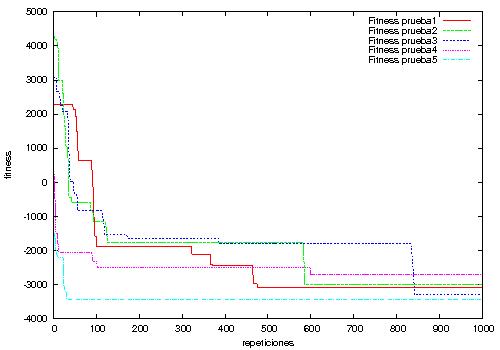 5000
4000
3000
2000
1000
0
-1000
-2000
-3000
-4000
fitness
0 100 200 300 400 500 600 700 800 900 1000
repeticiones
Fitness prueba1
Fitness prueba2
Fitness prueba3
Fitness prueba4
Fitness prueba5